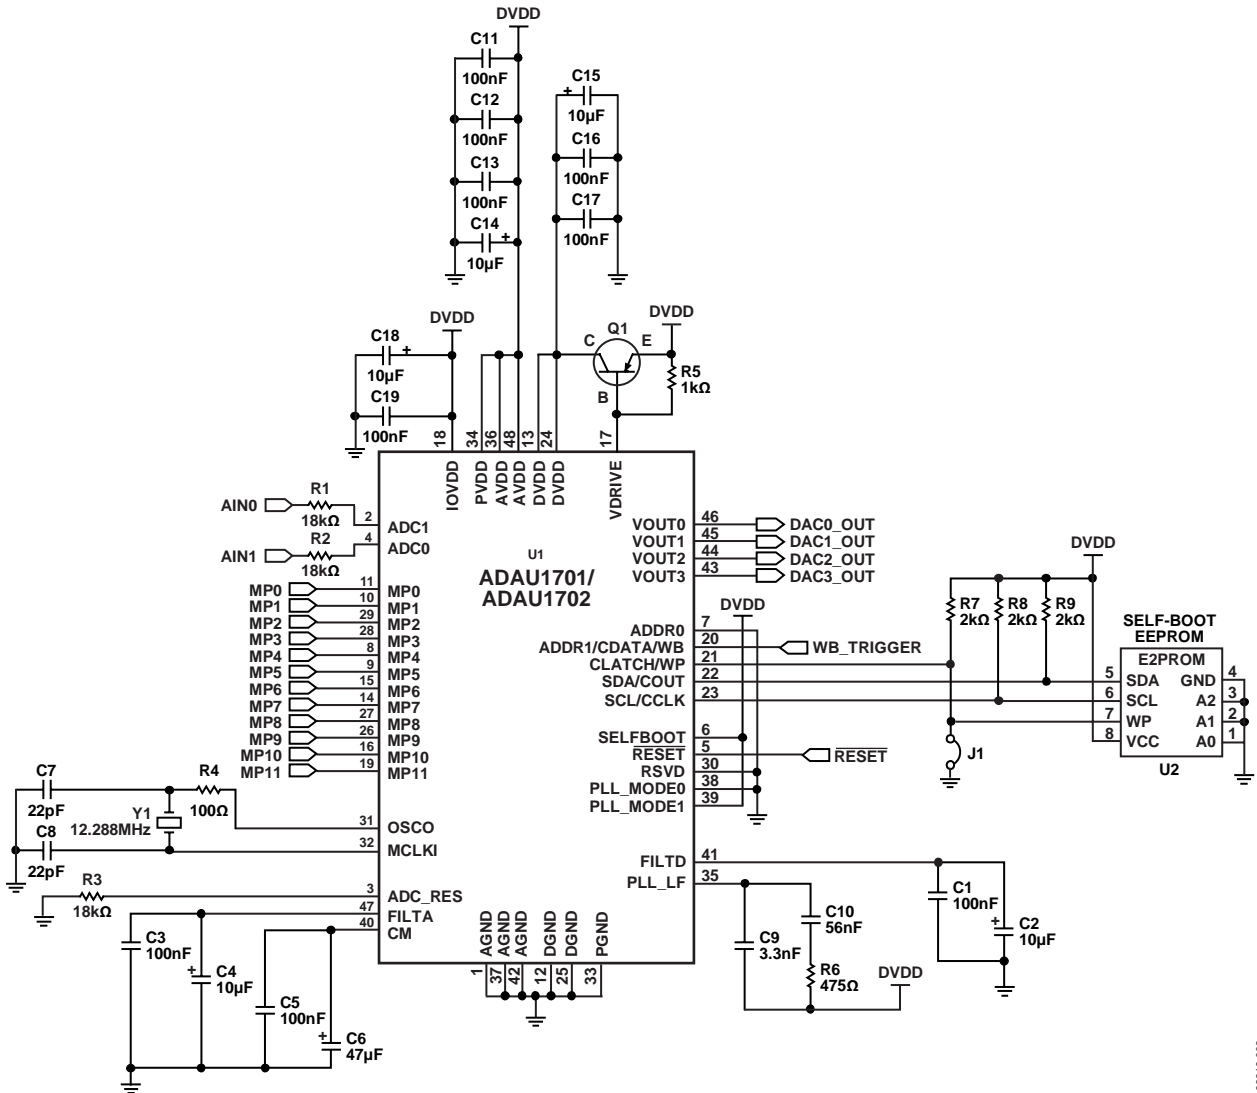 DVDD
C11
100nF
C12
100nF
C13
100nF
C14
+
10µF
C15
+
10µF
C16
100nF
C17
100nF
DVDD
C18
+
10µF
C19
100nF
C Q1 E
B
DVDD
R5
1kΩ
18
34
36
48
13
24
17
IOVDD
PVDD
AVDD
AVDD
DVDD
DVDD
VDRIVE
AIN0
R1
18kΩ
2
ADC1
AIN1
R2
18kΩ
4
ADC0
U1
ADAU1701/
ADAU1702
MP0 11 MP0
MP1 10 MP1
MP2 29 MP2
MP3 28 MP3
MP4 8 MP4
MP5 9 MP5
MP6 15 MP6
MP7 14 MP7
MP8 27 MP8
MP9 26 MP9
MP10 16 MP10
MP11 19 MP11
VOUT0 46 DAC0_OUT
VOUT1 45 DAC1_OUT
VOUT2 44 DAC2_OUT
VOUT3 43 DAC3_OUT
DVDD
ADDR0 7
ADDR1/CDATA/WB 20 WB_TRIGGER
CLATCH/WP 21
SDA/COUT 22
SCL/CCLK 23
SELFBOOT 6
RESET 5 RESET
RSVD 30
PLL_MODE0 38
PLL_MODE1 39
DVDD
R7
2kΩ
R8
2kΩ
R9
2kΩ
J1
SELF-BOOT
EEPROM
E2PROM
5 SDA GND 4
6 SCL A2 3
7 WP A1 2
8 VCC A0 1
U2
C7
22pF
C8
22pF
Y1
12.288MHz
R4
100Ω
31 OSCO
32 MCLKI
R3
18kΩ
3 ADC_RES
47 FILTA
40 CM
C3
100nF
+
C4
10µF
C5
100nF
+
C6
47µF
AGND
AGND
AGND
DGND
DGND
PGND
1
37
42
12
25
33
FILTD 41
PLL_LF 35
C1
100nF
+
C2
10µF
C9
3.3nF
C10
56nF
R6
475Ω
DVDD